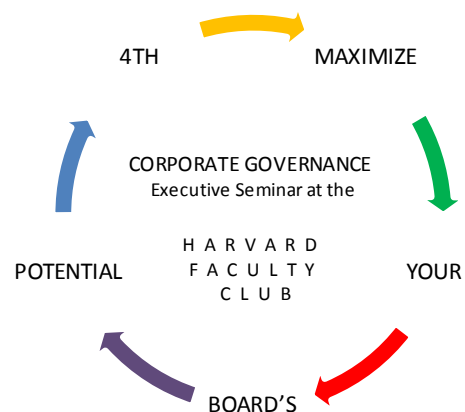 4TH
MAXIMIZE
CORPORATE GOVERNANCE
Executive Seminar at the
H A R V A R D
F A C U L T Y
C L U B
POTENTIAL
YOUR
BOARD'S